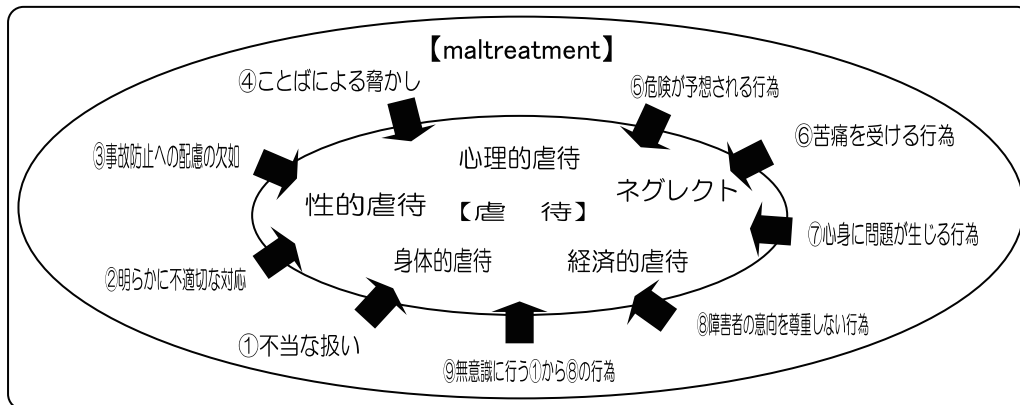 【maltreatment】
④ことばによる脅かし
⑤危険が予想される行為
③事故防止への配慮の欠如
⑥苦痛を受ける行為
心理的虐待
ネグレクト
性的虐待
【虐　待】
⑦心身に問題が生じる行為
身体的虐待
経済的虐待
②明らかに不適切な対応
⑧障害者の意向を尊重しない行為
①不当な扱い
⑨無意識に行う①から⑧の行為